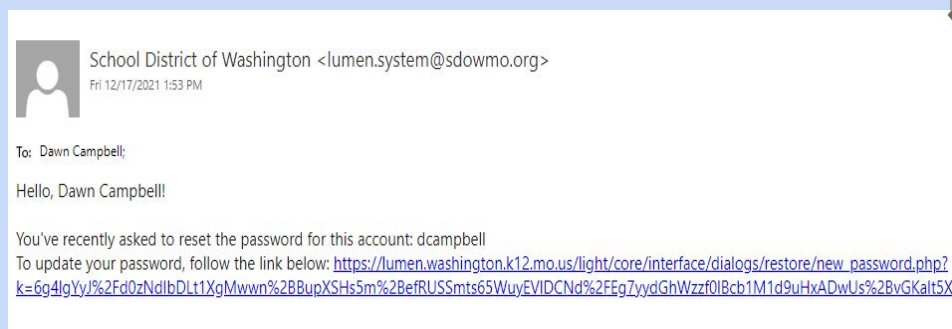 School District of Washington <lumen.system@sdowmo.org>
Fri 12/17/2021 1:53 PM
To: Dawn Campbell;
Hello, Dawn Campbell!
You've recently asked to reset the password for this account: dcampbell
To update your password, follow the link below: https://lumen.washington.k12.mo.us/light/core/interface/dialogs/restore/new_password.php?
k=6g4IgYyJ%2Fd0zNdIbDLt1XgMwwn%2BBupXSHs5m%2BefRUSSmts65WuyEVIDCNd%2FEg7yydGhWzzf0IBcb1M1d9uHxADwUs%2BvGKalt5X